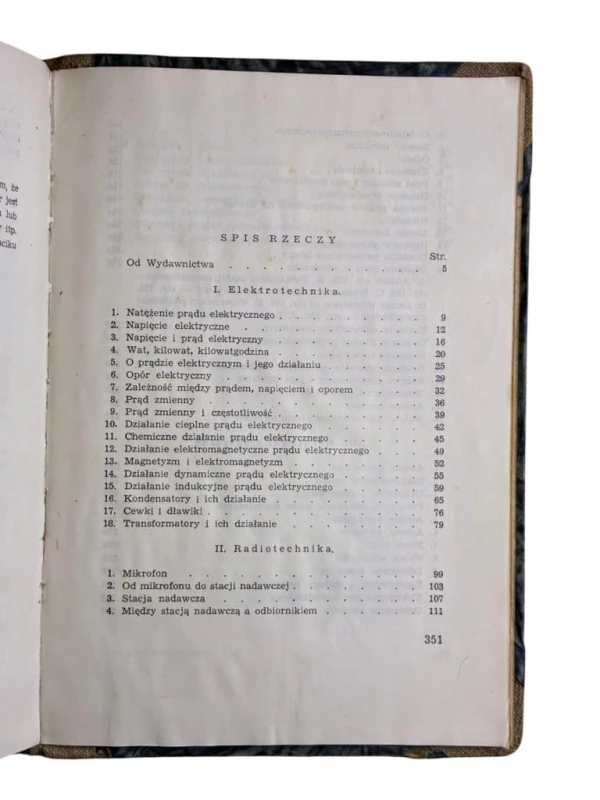 m, że
r jest
u lub
y itp.
aciku
SPIS RZECZY
Str.
Od Wydawnictwa . . . . . . . . . . . 5
I. Elektrotechnika.
1. Natężenie prądu elektrycznego . . . . . . . . 9
2. Napięcie elektryczne . . . . . . . . . . 12
3. Napięcie i prąd elektryczny . . . . . . . . 16
4. Wat, kilowat, kilowatgodzina . . . . . . . . 20
5. O prądzie elektrycznym i jego działaniu . . . . . 25
6. Opór elektryczny . . . . . . . . . . 29
7. Zależność między prądem, napięciem i oporem . . . . 32
8. Prąd zmienny . . . . . . . . . . . 36
9. Prąd zmienny i częstotliwość . . . . . . . . 39
10. Działanie cieplne prądu elektrycznego . . . . . . 42
11. Chemiczne działanie prądu elektrycznego . . . . . 45
12. Działanie elektromagnetyczne prądu elektrycznego . . . . 49
13. Magnetyzm i elektromagnetyzm . . . . . . . 52
14. Działanie dynamiczne prądu elektrycznego . . . . . 55
15. Działanie indukcyjne prądu elektrycznego . . . . . 59
16. Kondensatory i ich działanie . . . . . . . . 65
17. Cewki i dławiki . . . . . . . . . . . 76
18. Transformatory i ich działanie . . . . . . . 79
II. Radiotechnika.
1. Mikrofon . . . . . . . . . . . . 99
2. Od mikrofonu do stacji nadawczej . . . . . . . 103
3. Stacja nadawcza . . . . . . . . . . 107
4. Między stacją nadawczą a odbiornikiem . . . . . . 111
351